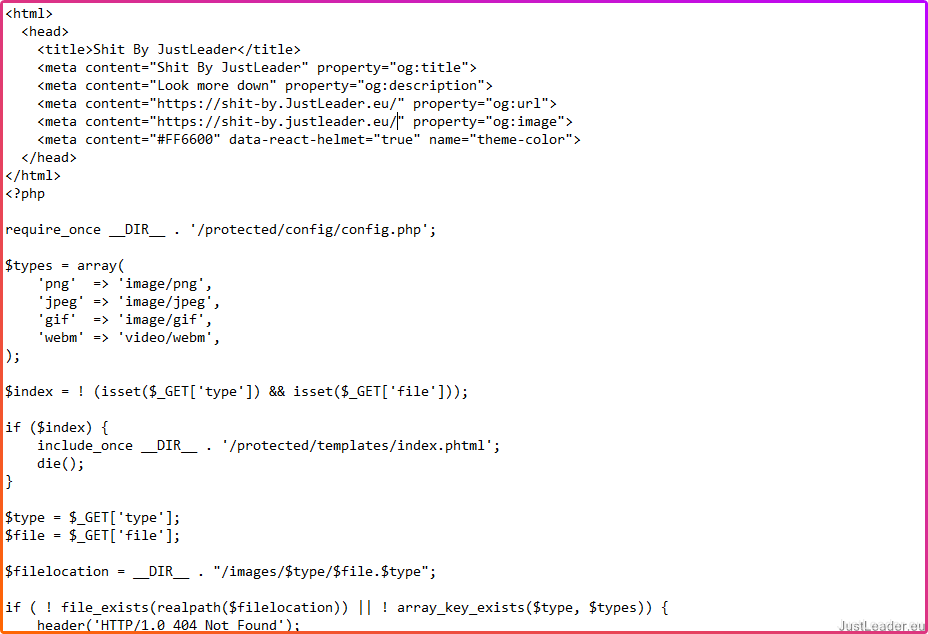 <html>
  <head>
    <title>Shit By JustLeader</title>
    <meta content="Shit By JustLeader" property="og:title">
    <meta content="Look more down" property="og:description">
    <meta content="https://shit-by.JustLeader.eu/" property="og:url">
    <meta content="https://shit-by.justleader.eu/" property="og:image">
    <meta content="#FF6600" data-react-helmet="true" name="theme-color">
  </head>
</html>
<?php

require_once __DIR__ . '/protected/config/config.php';

$types = array(
    'png'  => 'image/png',
    'jpeg' => 'image/jpeg',
    'gif'  => 'image/gif',
    'webm' => 'video/webm',
);

$index = ! (isset($_GET['type']) && isset($_GET['file']));

if ($index) {
    include_once __DIR__ . '/protected/templates/index.phtml';
    die();
}

$type = $_GET['type'];
$file = $_GET['file'];

$filelocation = __DIR__ . "/images/$type/$file.$type";

if ( ! file_exists(realpath($filelocation)) || ! array_key_exists($type, $types)) {
    header('HTTP/1.0 404 Not Found');
JustLeader.eu